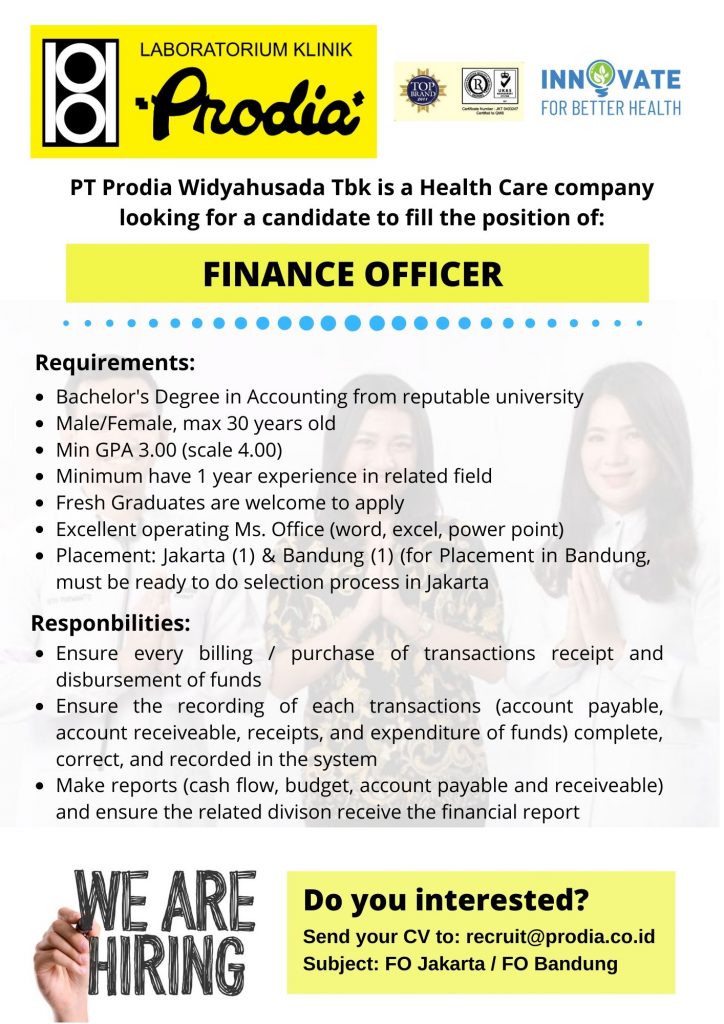 LABORATORIUM KLINIK
Prodia
TOP
BRAND
2017
R
UKAS
Certified to QMS
INNOVATE
FOR BETTER HEALTH
PT Prodia Widyahusada Tbk is a Health Care company
looking for a candidate to fill the position of:
FINANCE OFFICER
Requirements:
• Bachelor's Degree in Accounting from reputable university
• Male/Female, max 30 years old
• Min GPA 3.00 (scale 4.00)
• Minimum have 1 year experience in related field
• Fresh Graduates are welcome to apply
• Excellent operating Ms. Office (word, excel, power point)
• Placement: Jakarta (1) & Bandung (1) (for Placement in Bandung,
must be ready to do selection process in Jakarta
Responbilities:
• Ensure every billing / purchase of transactions receipt and
disbursement of funds
• Ensure the recording of each transactions (account payable,
account receiveable, receipts, and expenditure of funds) complete,
correct, and recorded in the system
• Make reports (cash flow, budget, account payable and receiveable)
and ensure the related divison receive the financial report
WE ARE
HIRING
Do you interested?
Send your CV to: recruit@prodia.co.id
Subject: FO Jakarta / FO Bandung